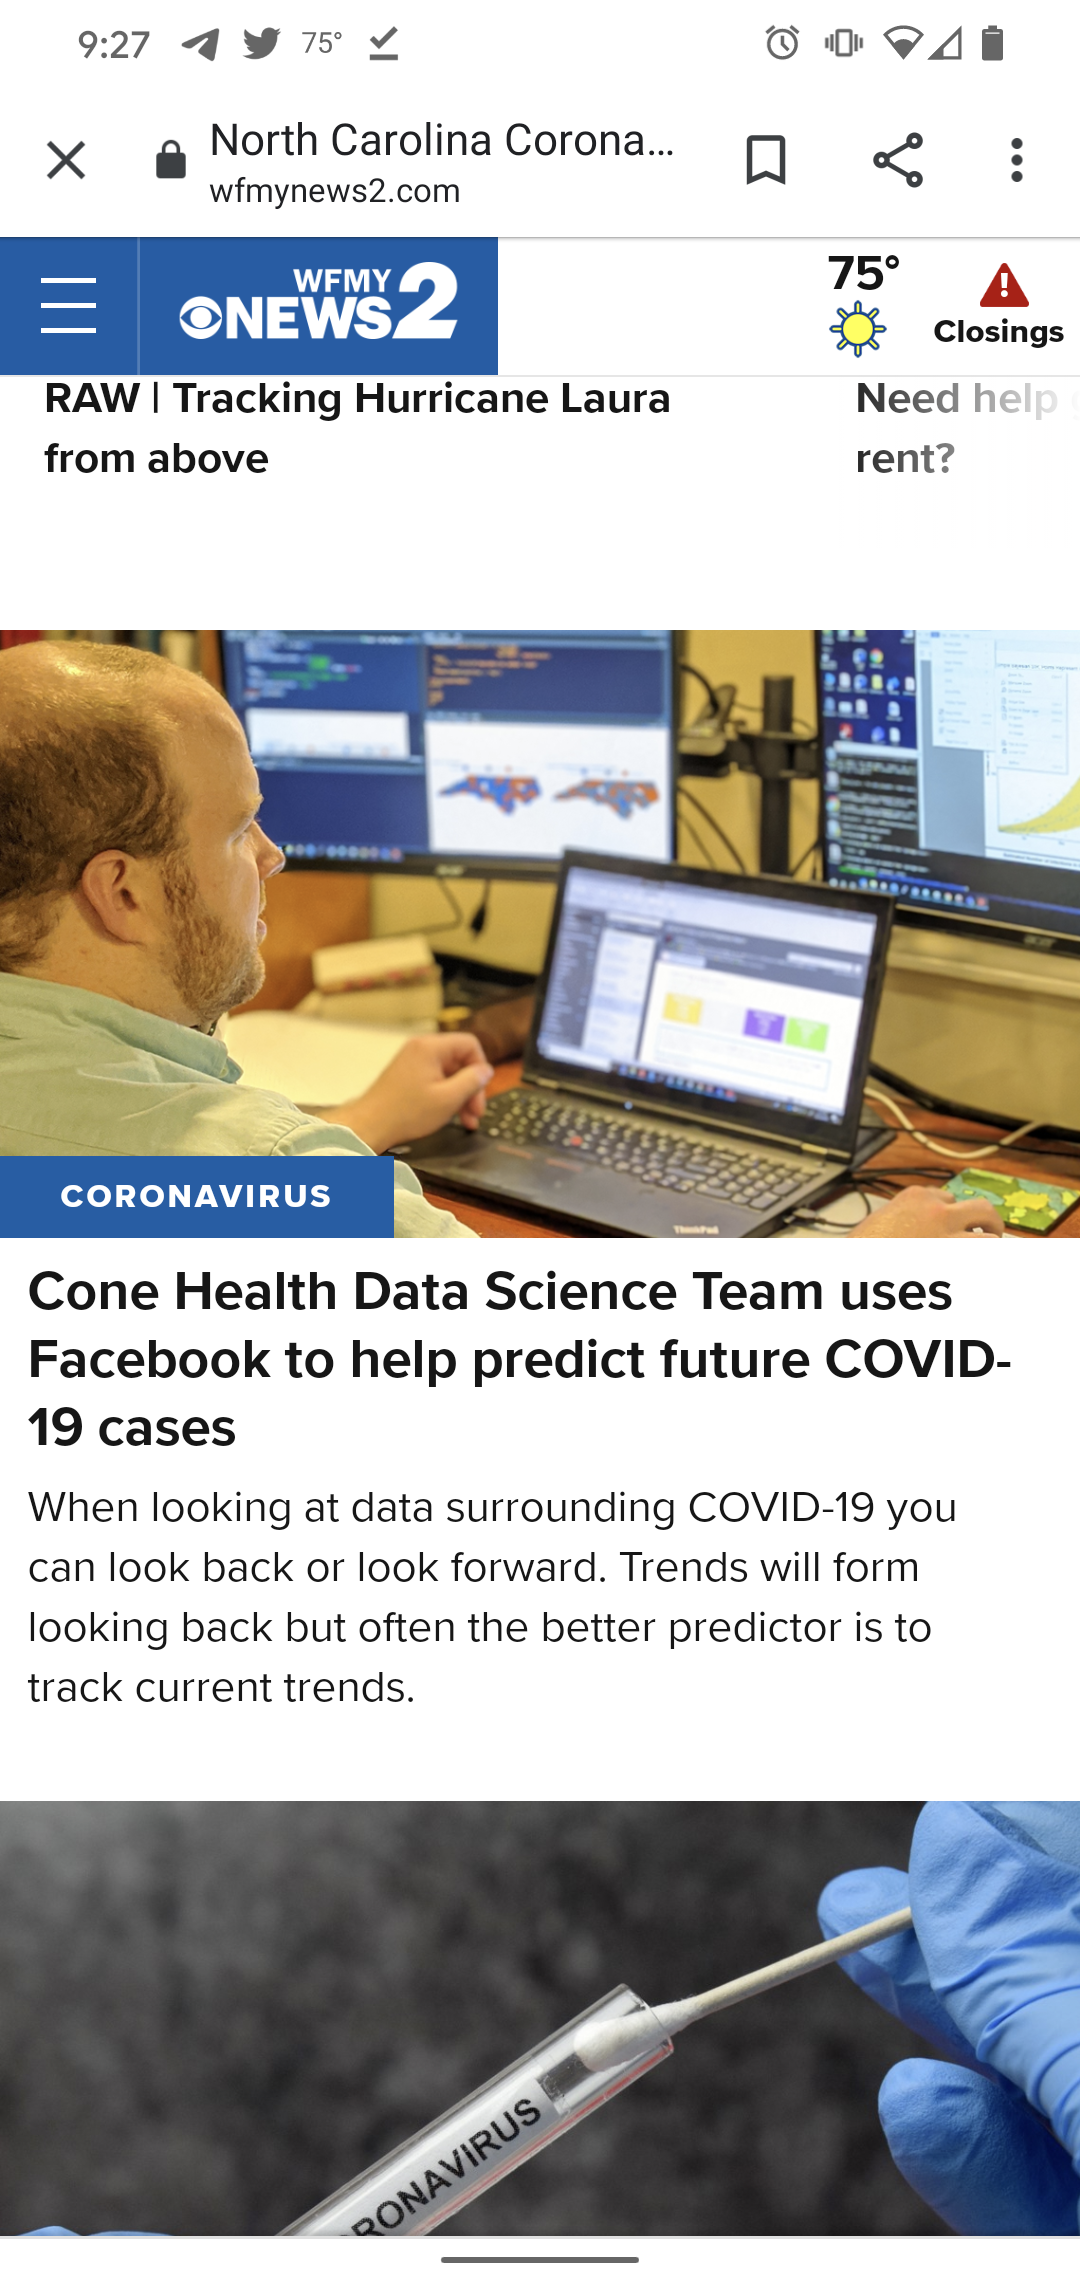 9:27
75°
North Carolina Corona...
wfmynews2.com
WFMY
NEWS 2
75°
Closings
RAW | Tracking Hurricane Laura
from above
Need help
rent?
ThinkPad
CORONAVIRUS
Cone Health Data Science Team uses
Facebook to help predict future COVID-
19 cases
When looking at data surrounding COVID-19 you
can look back or look forward. Trends will form
looking back but often the better predictor is to
track current trends.
RONAVIRUS